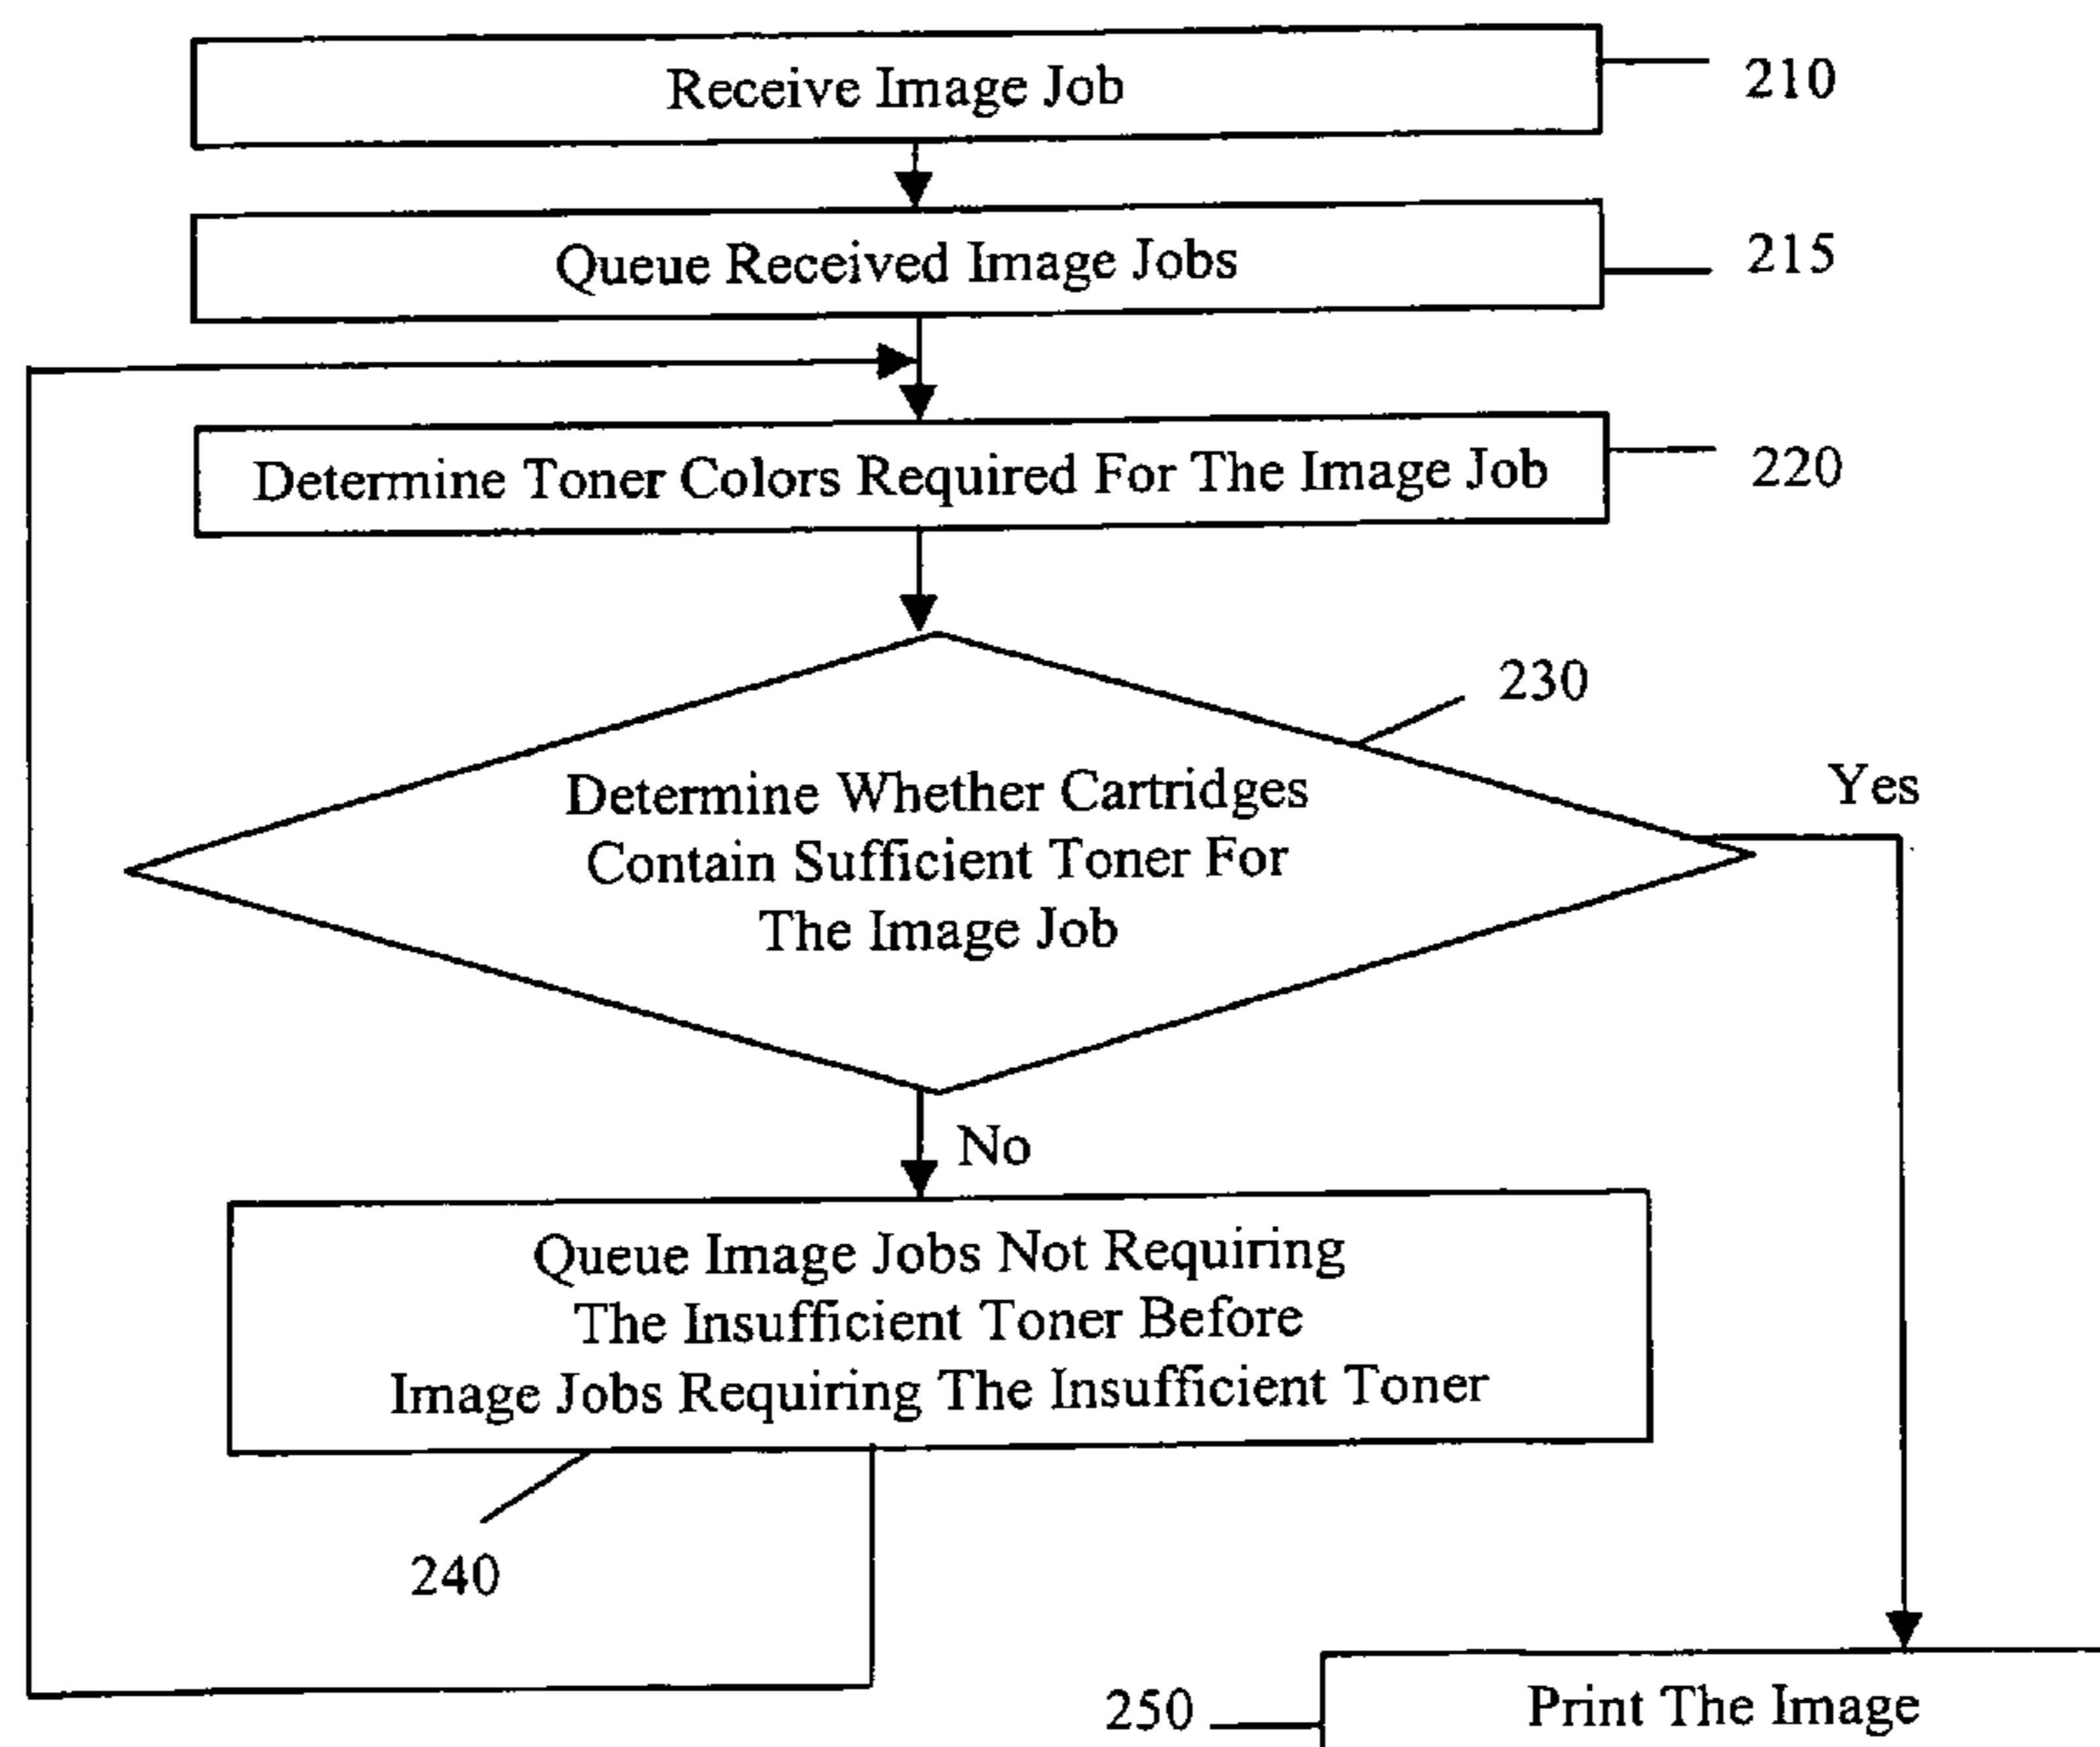 Receive Image Job
210
Queue Received Image Jobs
215
Determine Toner Colors Required For The Image Job
220
230
Determine Whether Cartridges
Contain Sufficient Toner For
The Image Job
Yes
No
Queue Image Jobs Not Requiring
The Insufficient Toner Before
Image Jobs Requiring The Insufficient Toner
240
250
Print The Image